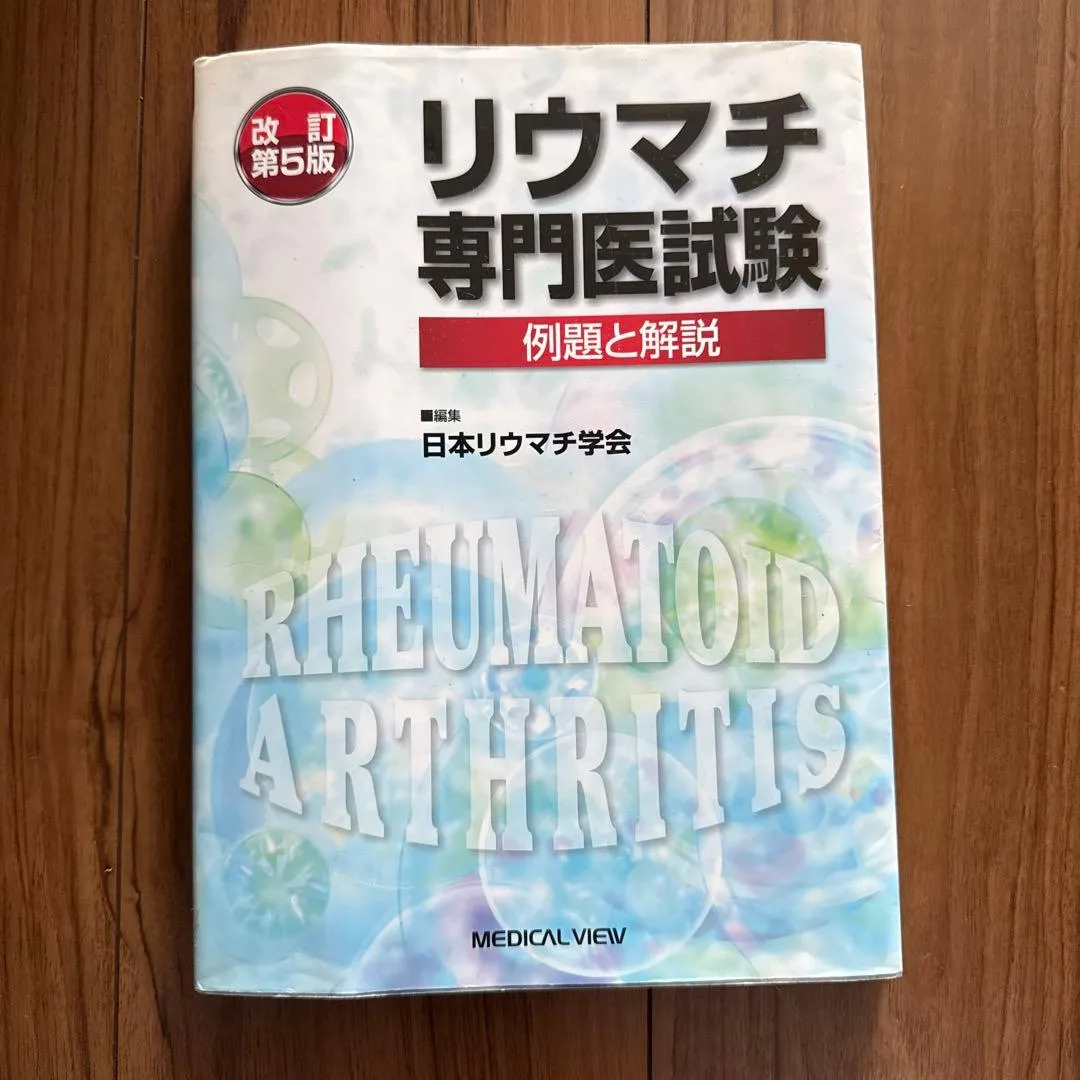 改訂
第5版
リウマチ
専門医試験
例題と解説
■編集
日本リウマチ学会
RHEUMATOID
ARTHRITIS
MEDICAL VIEW